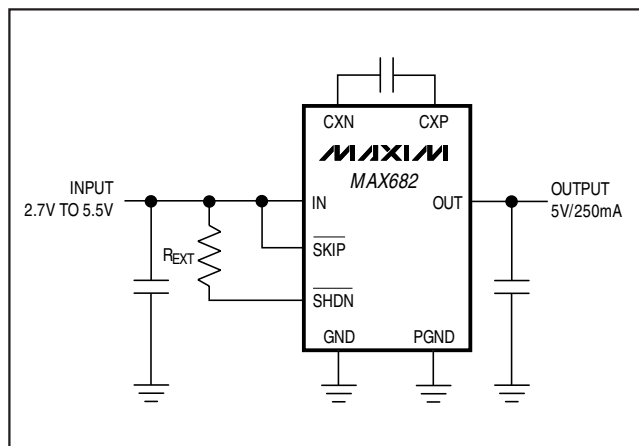 CXN CXP
MAXIM
INPUT
2.7V TO 5.5V
MAX682
OUTPUT
5V/250mA
IN OUT
SKIP
REXT
SHDN
GND PGND